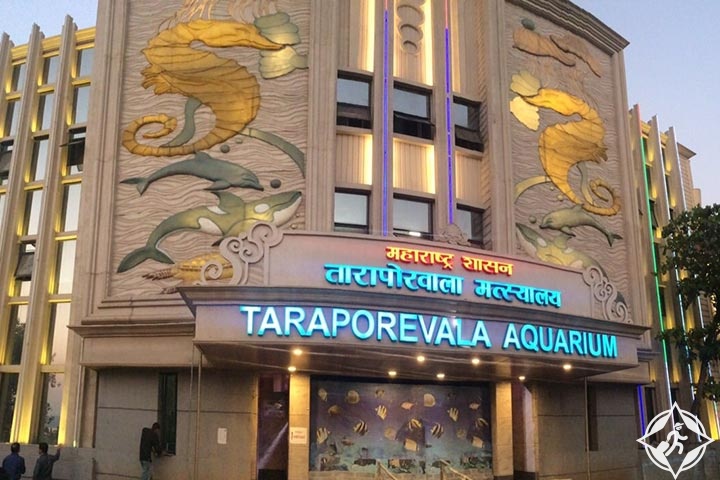 महाराष्ट्र शासन
तारापोरवाला मत्स्यालय
TARAPOREVALA AQUARIUM